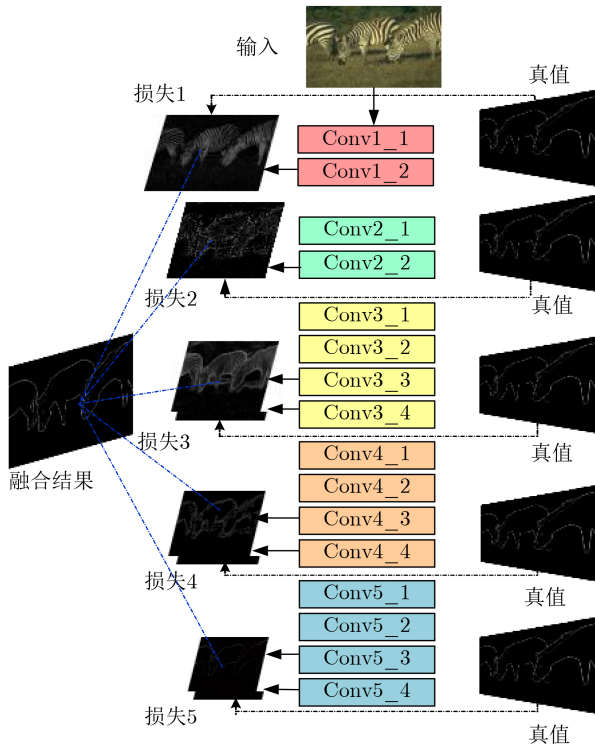 输入
真值
损失1
Conv1_1
Conv1_2
Conv2_1
Conv2_2
损失2
真值
Conv3_1
Conv3_2
Conv3_3
Conv3_4
损失3
真值
融合结果
Conv4_1
Conv4_2
Conv4_3
Conv4_4
损失4
真值
Conv5_1
Conv5_2
Conv5_3
Conv5_4
损失5
真值